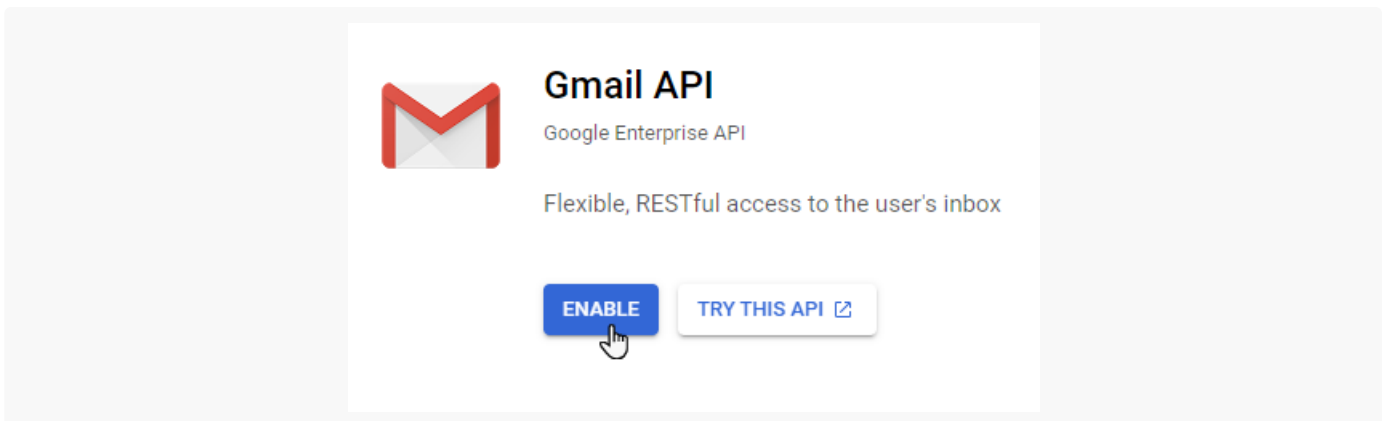 Gmail API
Google Enterprise API
Flexible, RESTful access to the user's inbox
ENABLE TRY THIS API